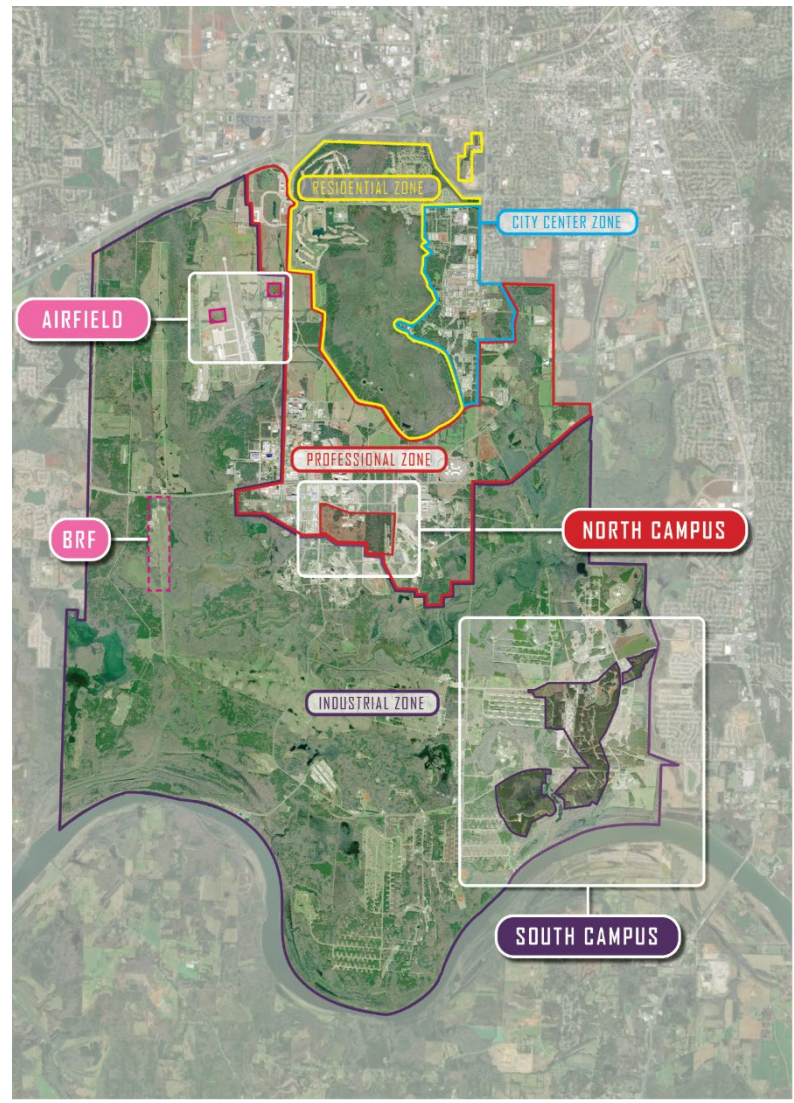 RESIDENTIAL ZONE
CITY CENTER ZONE
AIRFIELD
PROFESSIONAL ZONE
BRF
NORTH CAMPUS
INDUSTRIAL ZONE
SOUTH CAMPUS